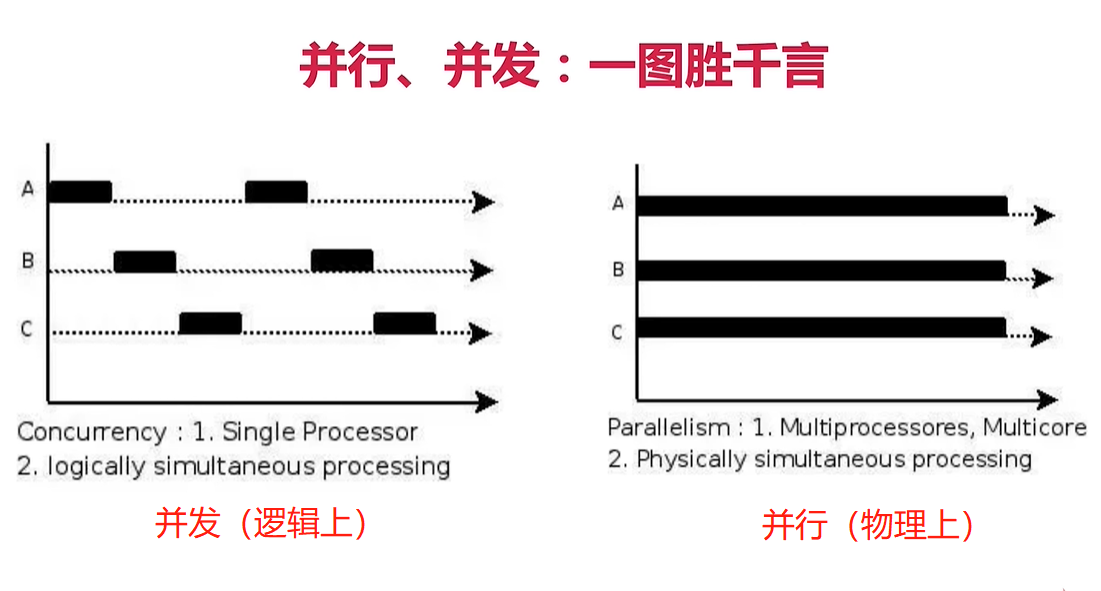 并行、并发：一图胜千言
A
B
C
Concurrency : 1. Single Processor
2. logically simultaneous processing
并发（逻辑上）
A
B
C
Parallelism : 1. Multiprocessores, Multicore
2. Physically simultaneous processing
并行（物理上）